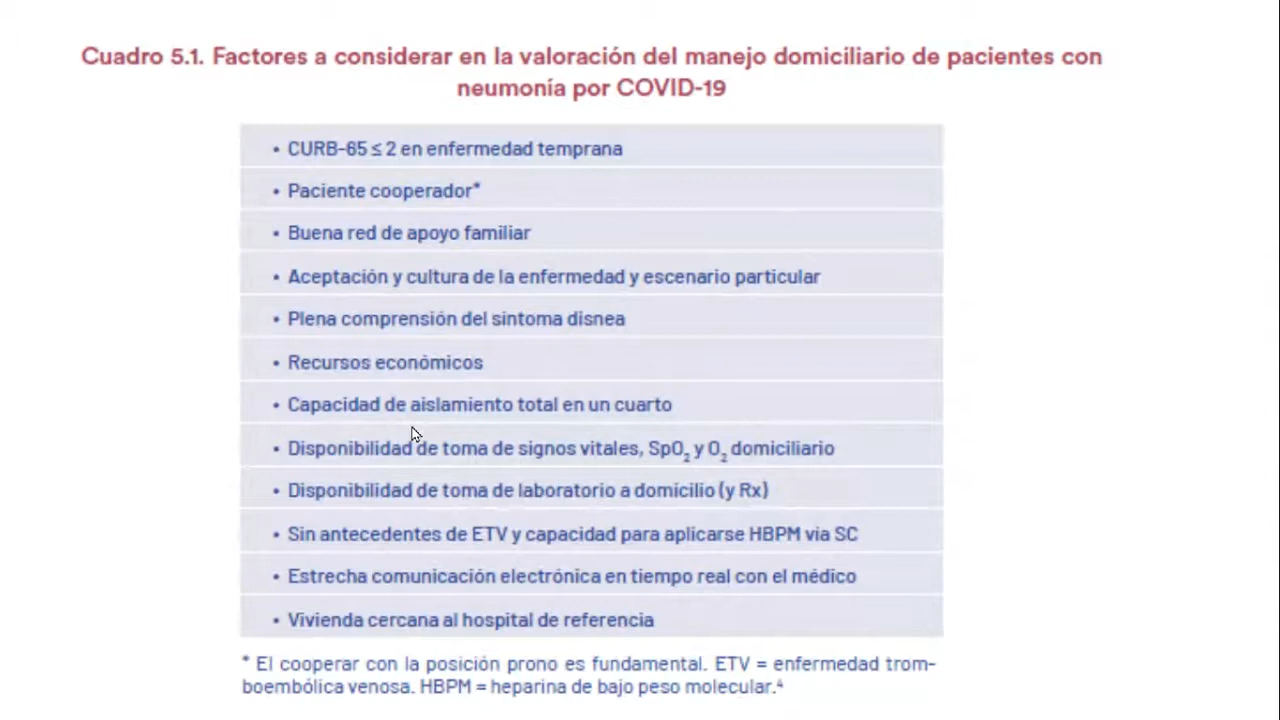 Cuadro 5.1. Factores a considerar en la valoración del manejo domiciliario de pacientes con
neumonía por COVID-19
• CURB-65 ≤ 2 en enfermedad temprana
• Paciente cooperador*
• Buena red de apoyo familiar
• Aceptación y cultura de la enfermedad y escenario particular
• Plena comprensión del síntoma disnea
• Recursos económicos
• Capacidad de aislamiento total en un cuarto
• Disponibilidad de toma de signos vitales, SpO₂ y O₂ domiciliario
• Disponibilidad de toma de laboratorio a domicilio (y Rx)
• Sin antecedentes de ETV y capacidad para aplicarse HBPM vía SC
• Estrecha comunicación electrónica en tiempo real con el médico
• Vivienda cercana al hospital de referencia
* El cooperar con la posición prono es fundamental. ETV = enfermedad trom-
boembólica venosa. HBPM = heparina de bajo peso molecular.⁴